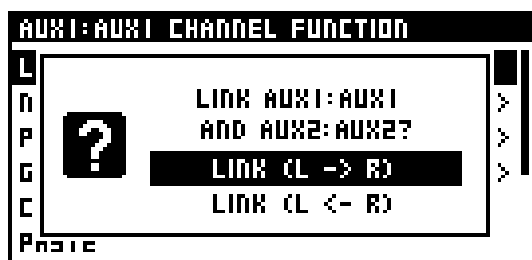 AUX1:AUX1 CHANNEL FUNCTION
L
N
P
G
C
LINK AUX1:AUX1
AND AUX2:AUX2?
LINK (L -> R)
LINK (L <- R)
>
>
>